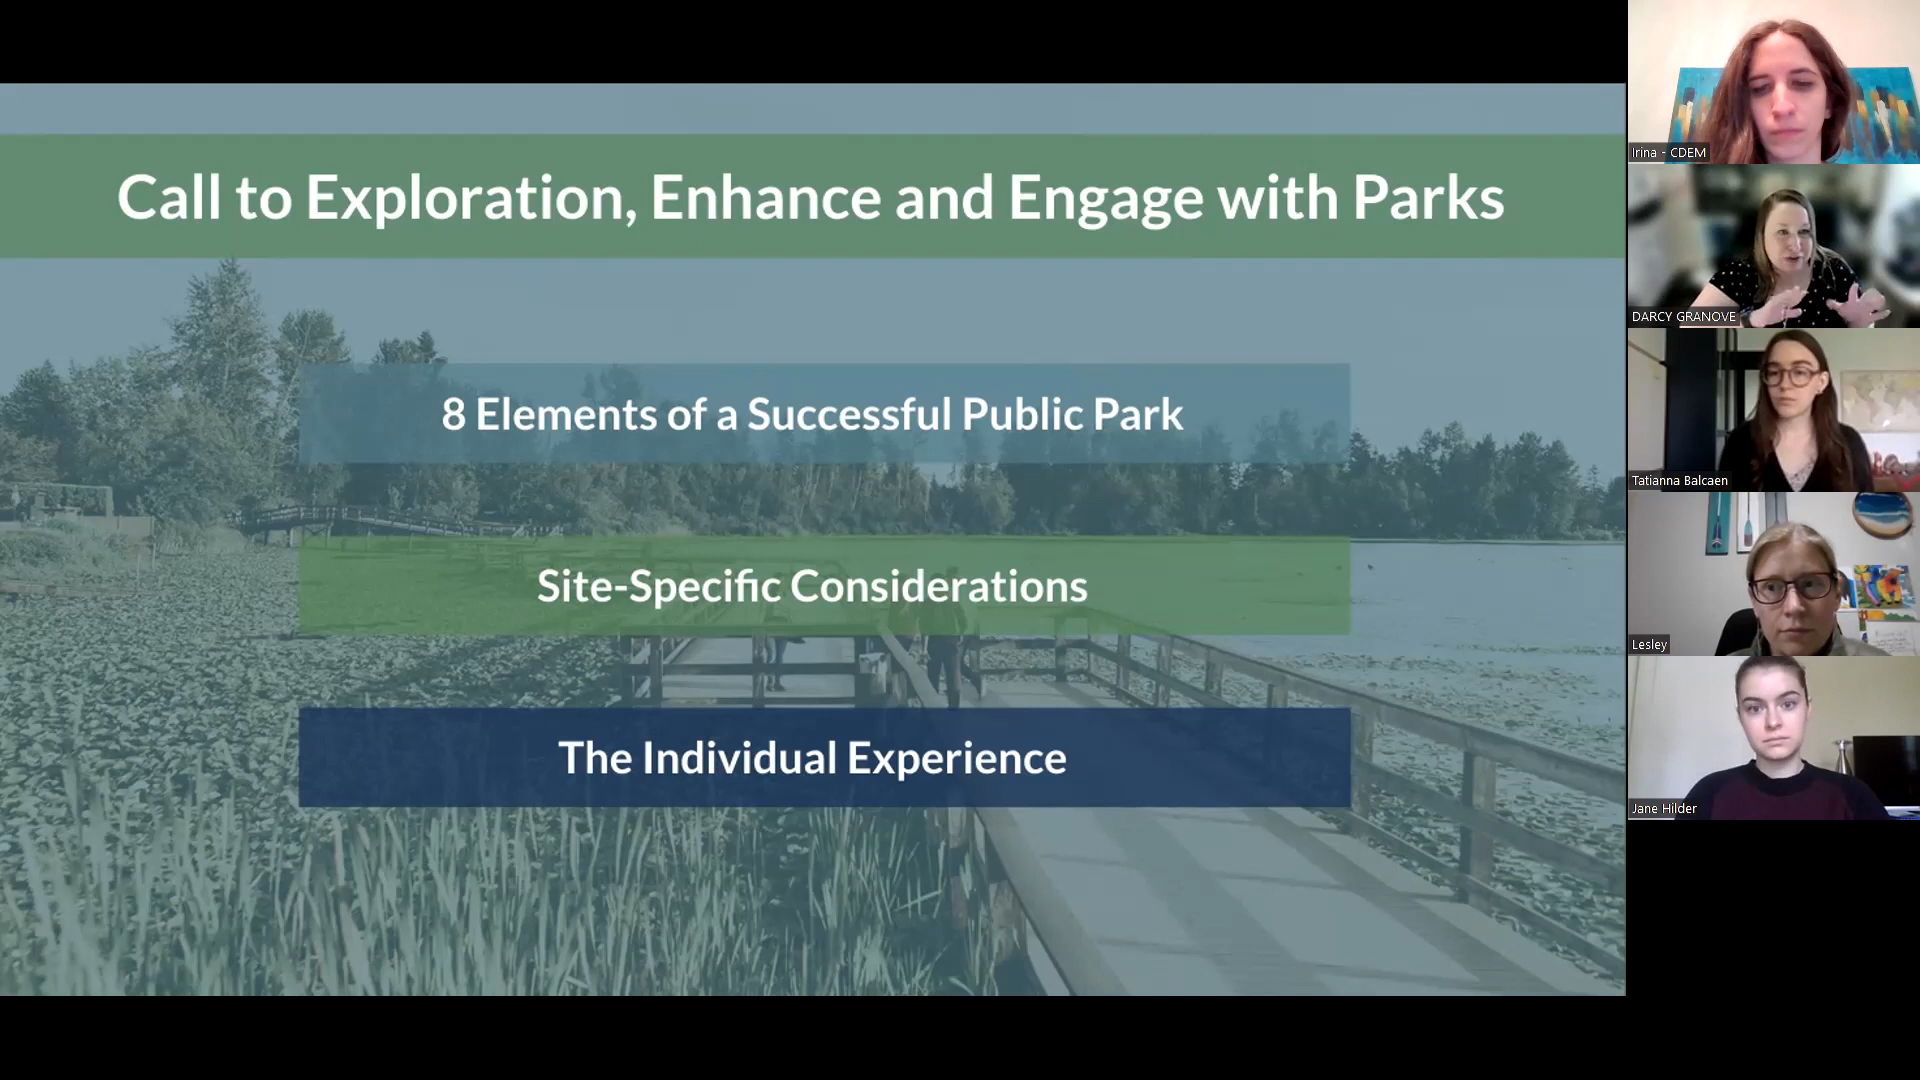 Call to Exploration, Enhance and Engage with Parks
8 Elements of a Successful Public Park
Site-Specific Considerations
The Individual Experience
Irina - CDEM
DARCY GRANOVE
Tatianna Balcaen
Lesley
Jane Hilder